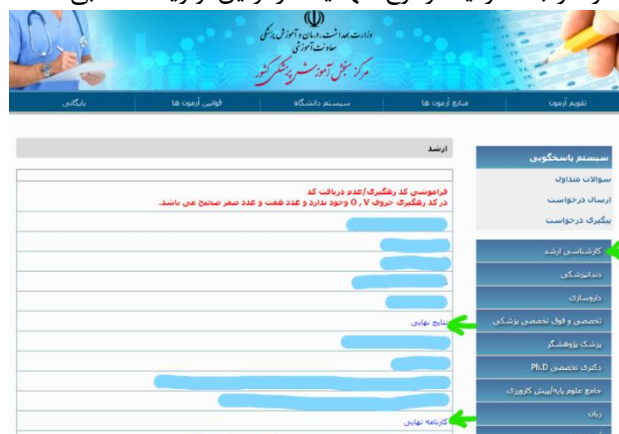 وزارت بهداشت، درمان و آموزش پزشکی
معاونت آموزشی
مرکز سنجش آموزش پزشکی کشور
تقویم آزمون
منابع آزمون ها
سیستم دانشگاه
قوانین آزمون ها
بایگانی
سیستم پاسخگویی
سوالات متداول
ارسال درخواست
پیگیری درخواست
کارشناسی ارشد
دندانپزشکی
داروسازی
تخصصی و فوق تخصصی پزشکی
پزشک پژوهشگر
دکتری تخصصی Ph.D
جامع علوم پایه/پیش کارورزی
زبان
ارشد
فراموشی کد رهگیری/عدم دریافت کد
در کد رهگیری حروف O , V وجود ندارد و عدد هفت و عدد صفر صحیح می باشد.
نتایج نهایی
کارنامه نهایی